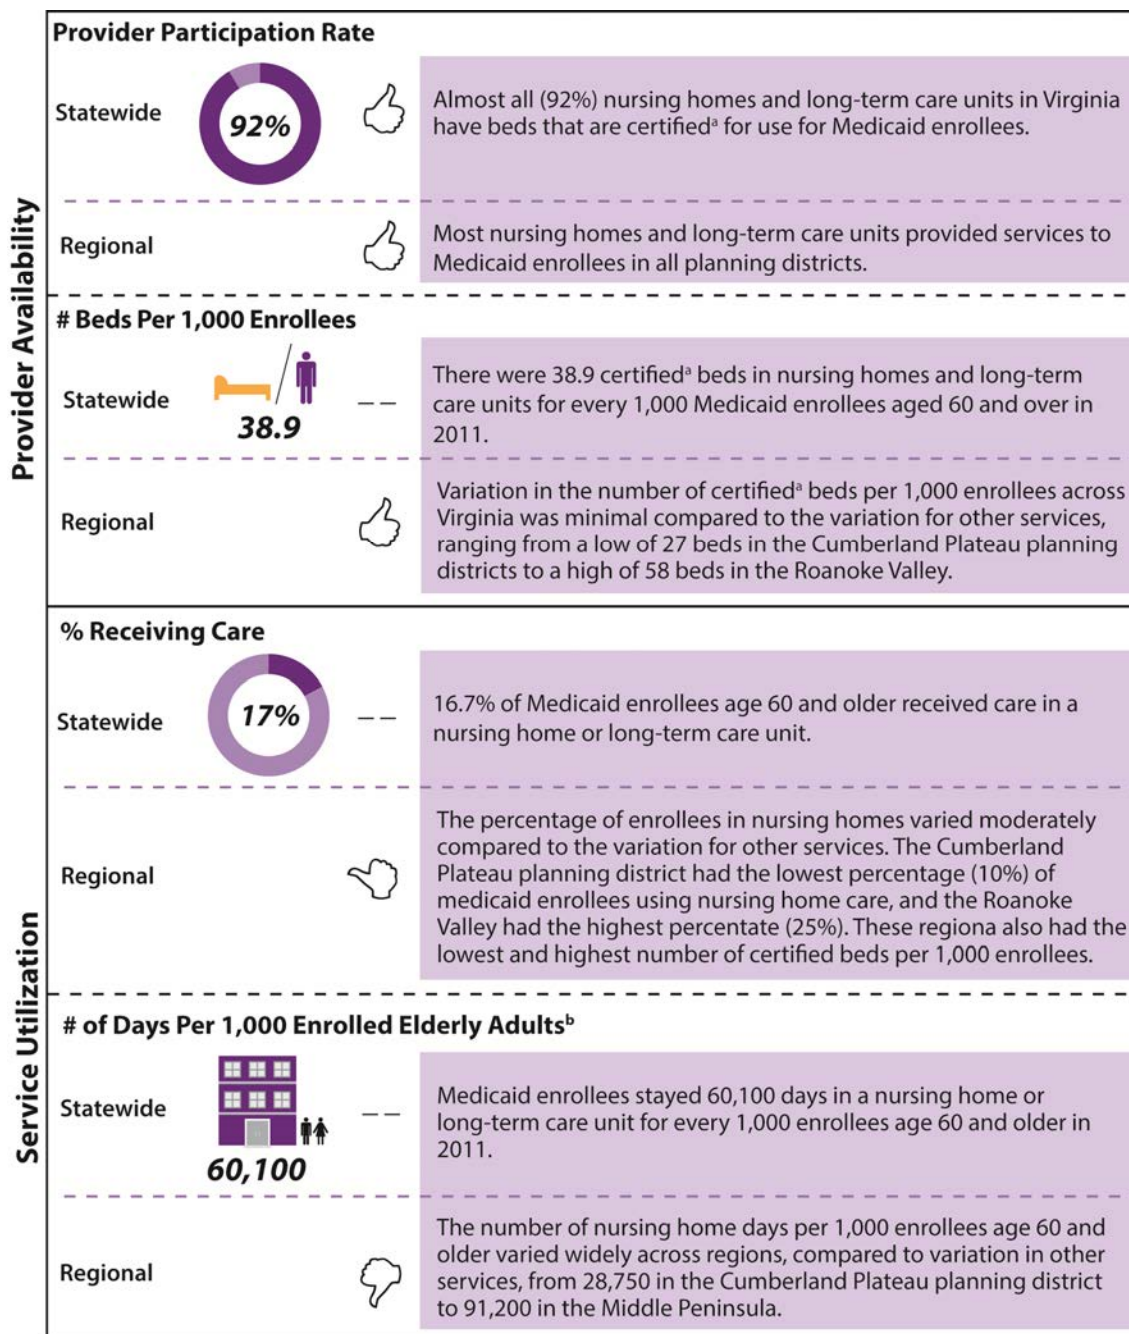 Provider Availability
Provider Participation Rate
Statewide
92%
Almost all (92%) nursing homes and long-term care units in Virginia
have beds that are certifiedᵃ for use for Medicaid enrollees.
Regional
Most nursing homes and long-term care units provided services to
Medicaid enrollees in all planning districts.
# Beds Per 1,000 Enrollees
Statewide
38.9
There were 38.9 certifiedᵃ beds in nursing homes and long-term
care units for every 1,000 Medicaid enrollees aged 60 and over in
2011.
Regional
Variation in the number of certifiedᵃ beds per 1,000 enrollees across
Virginia was minimal compared to the variation for other services,
ranging from a low of 27 beds in the Cumberland Plateau planning
districts to a high of 58 beds in the Roanoke Valley.
Service Utilization
% Receiving Care
Statewide
17%
16.7% of Medicaid enrollees age 60 and older received care in a
nursing home or long-term care unit.
Regional
The percentage of enrollees in nursing homes varied moderately
compared to the variation for other services. The Cumberland
Plateau planning district had the lowest percentage (10%) of
medicaid enrollees using nursing home care, and the Roanoke
Valley had the highest percentate (25%). These regiona also had the
lowest and highest number of certified beds per 1,000 enrollees.
# of Days Per 1,000 Enrolled Elderly Adultsᵇ
Statewide
60,100
Medicaid enrollees stayed 60,100 days in a nursing home or
long-term care unit for every 1,000 enrollees age 60 and older in
2011.
Regional
The number of nursing home days per 1,000 enrollees age 60 and
older varied widely across regions, compared to variation in other
services, from 28,750 in the Cumberland Plateau planning district
to 91,200 in the Middle Peninsula.